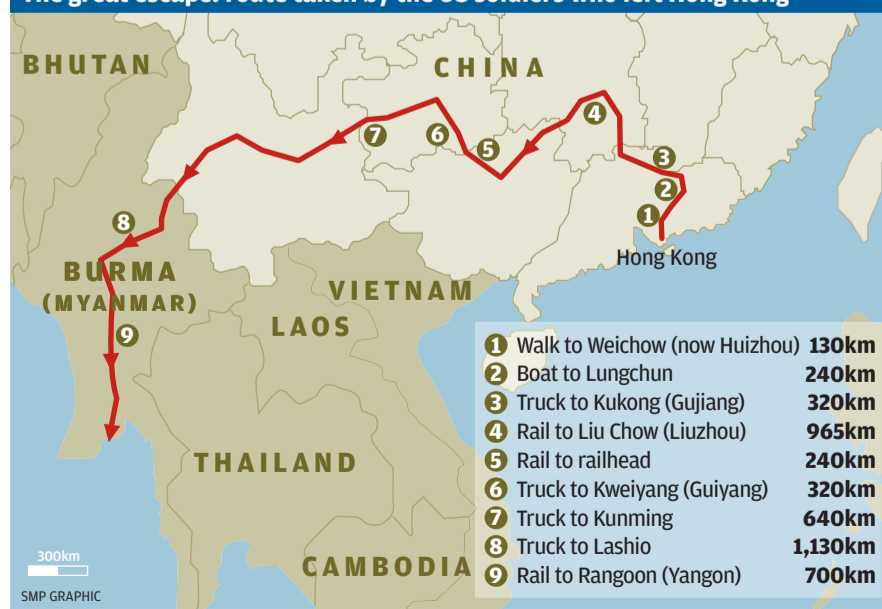 BHUTAN
CHINA
7
6
5
4
3
2
1
Hong Kong
8
BURMA
(MYANMAR)
9
VIETNAM
LAOS
THAILAND
CAMBODIA
1 Walk to Weichow (now Huizhou) 130km
2 Boat to Lungchun 240km
3 Truck to Kukong (Gujiang) 320km
4 Rail to Liu Chow (Liuzhou) 965km
5 Rail to railhead 240km
6 Truck to Kweiyang (Guiyang) 320km
7 Truck to Kunming 640km
8 Truck to Lashio 1,130km
9 Rail to Rangoon (Yangon) 700km
300km
SMP GRAPHIC